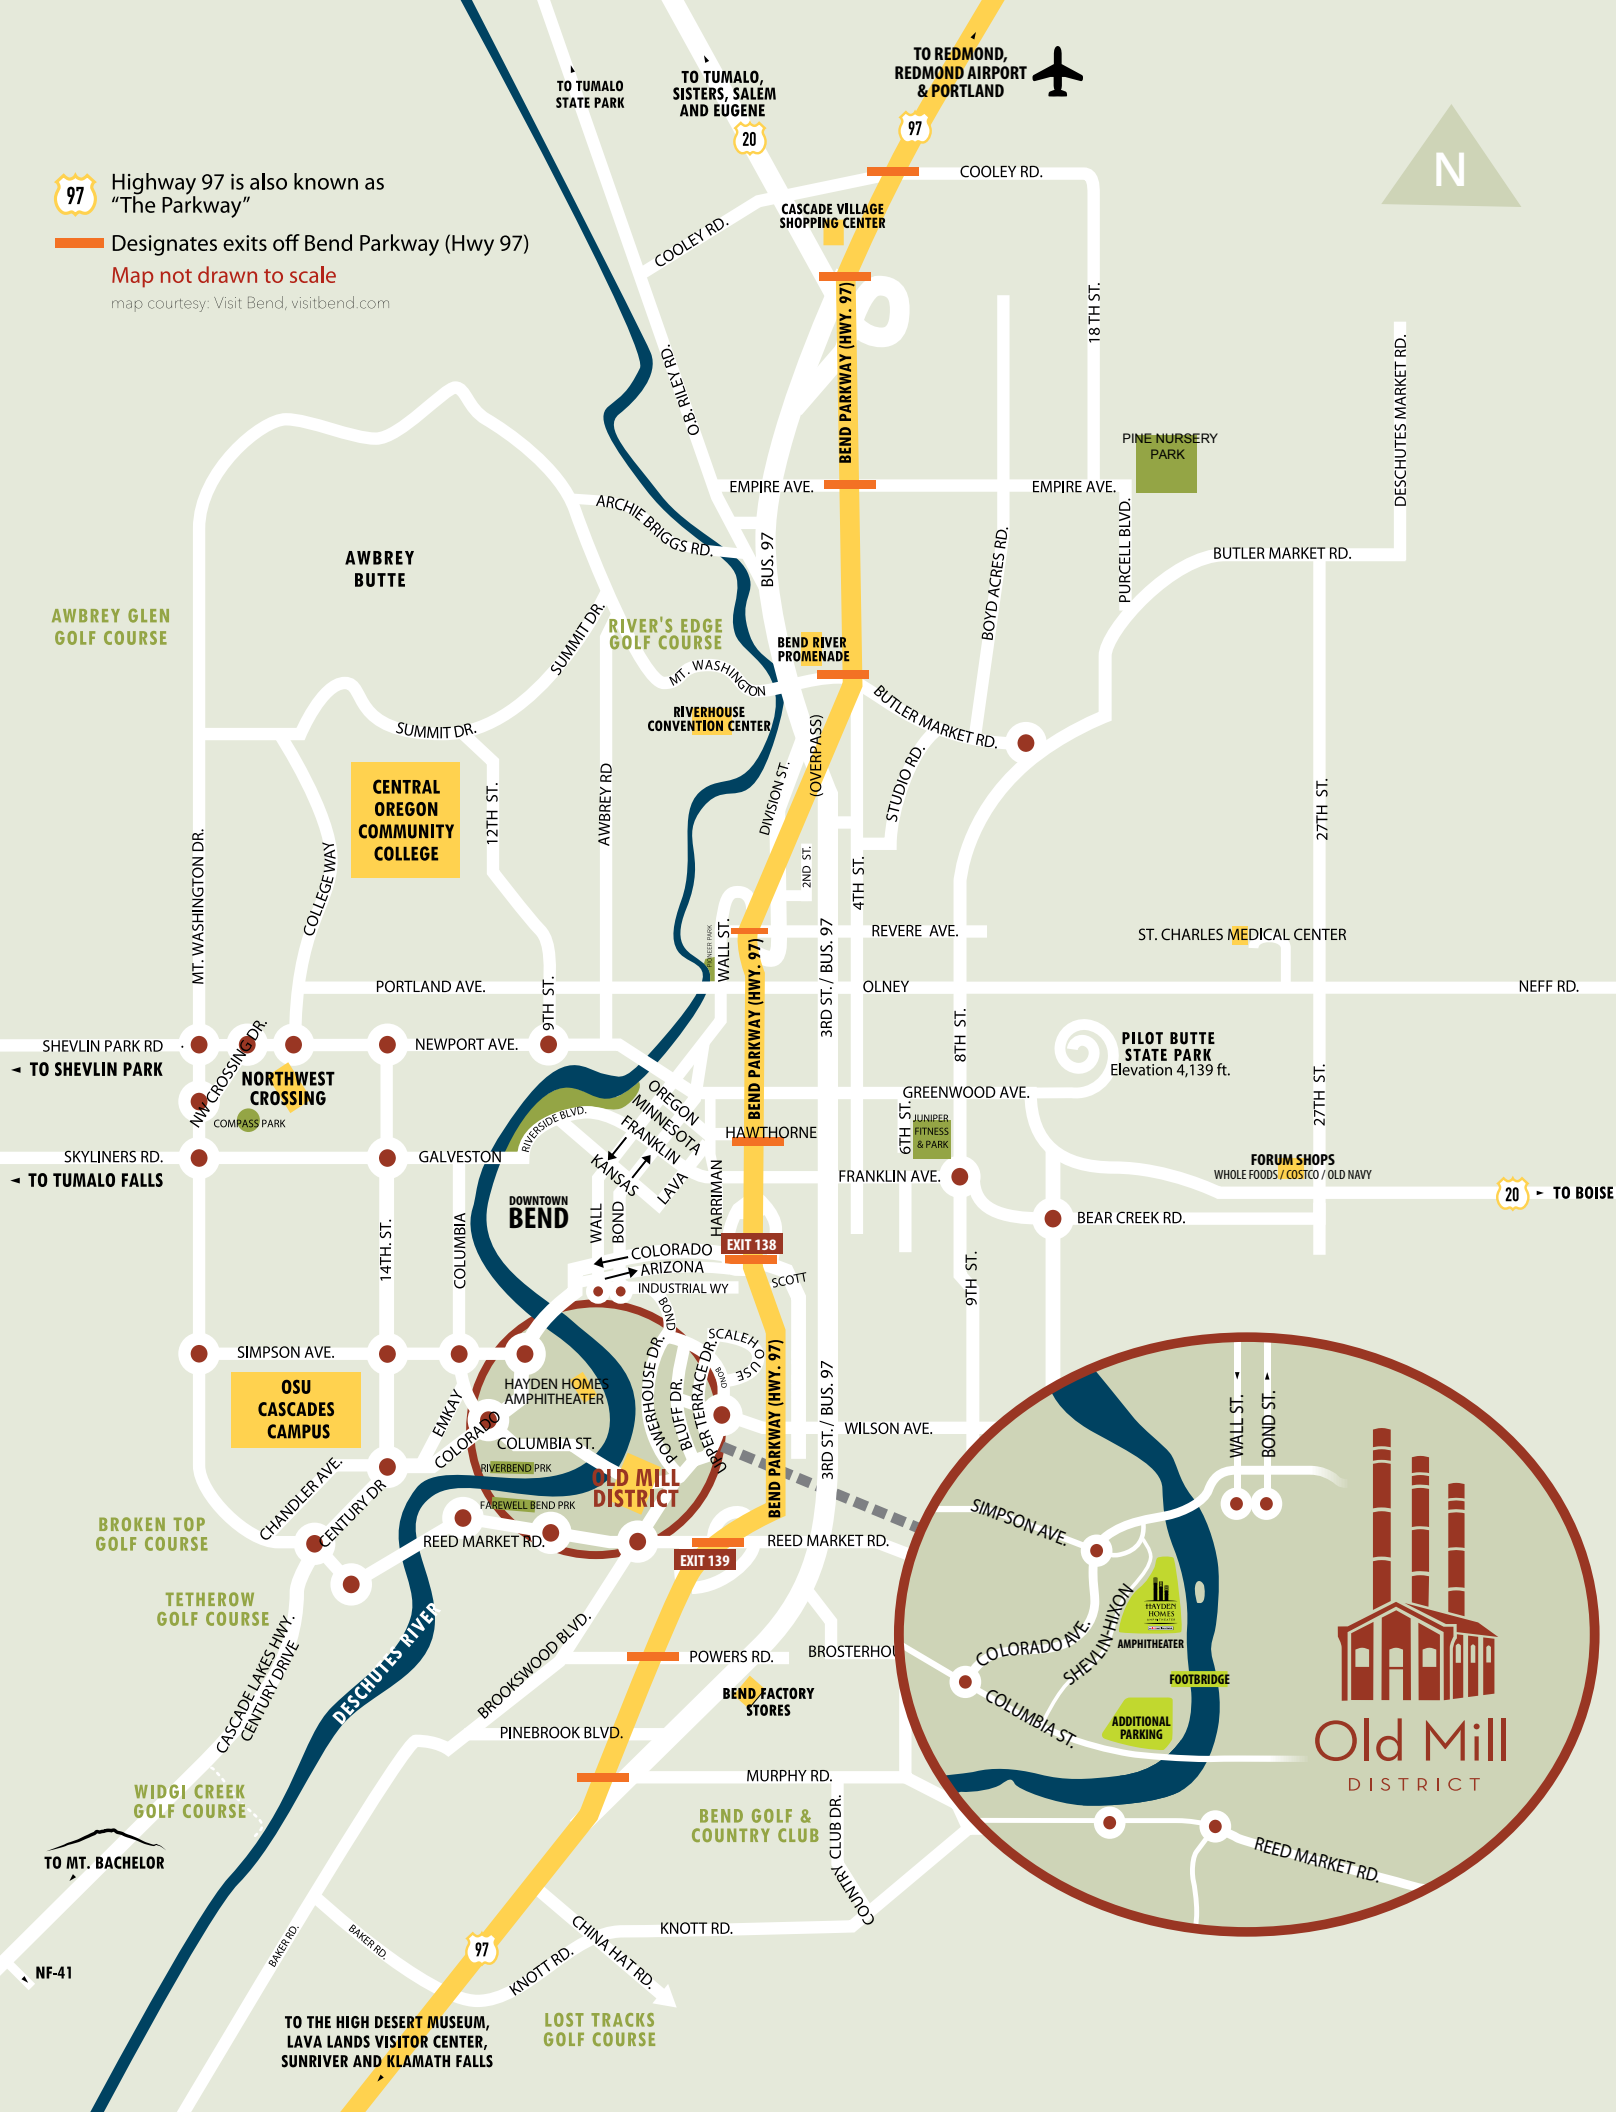 TO TUMALO
STATE PARK
TO TUMALO,
SISTERS, SALEM
AND EUGENE
20
TO REDMOND,
REDMOND AIRPORT
& PORTLAND
97
N
97
Highway 97 is also known as
“The Parkway”
Designates exits off Bend Parkway (Hwy 97)
Map not drawn to scale
map courtesy: Visit Bend, visitbend.com
COOLEY RD.
CASCADE VILLAGE
SHOPPING CENTER
COOLEY RD.
BEND PARKWAY (HWY. 97)
18 TH ST.
O.B. RILEY RD.
DESCHUTES MARKET RD.
PINE NURSERY
PARK
EMPIRE AVE.
EMPIRE AVE.
ARCHIE BRIGGS RD.
BUS. 97
BOYD ACRES RD.
PURCELL BLVD.
BUTLER MARKET RD.
AWBREY
BUTTE
AWBREY GLEN
GOLF COURSE
SUMMIT DR.
RIVER'S EDGE
GOLF COURSE
BEND RIVER
PROMENADE
MT. WASHINGTON
RIVERHOUSE
CONVENTION CENTER
BUTLER MARKET RD.
SUMMIT DR.
(OVERPASS)
DIVISION ST.
STUDIO RD.
CENTRAL
OREGON
COMMUNITY
COLLEGE
12TH ST.
AWBREY RD
27TH ST.
MT. WASHINGTON DR.
COLLEGE WAY
2ND ST.
4TH ST.
PIONEER PARK
WALL ST.
REVERE AVE.
ST. CHARLES MEDICAL CENTER
BEND PARKWAY (HWY. 97)
3RD ST./ BUS. 97
PORTLAND AVE.
9TH ST.
OLNEY
NEFF RD.
SHEVLIN PARK RD
TO SHEVLIN PARK
NW CROSSING DR.
NEWPORT AVE.
8TH ST.
PILOT BUTTE
STATE PARK
Elevation 4,139 ft.
NORTHWEST
CROSSING
COMPASS PARK
OREGON
MINNESOTA
FRANKLIN
KANSAS
LAVA
RIVERSIDE BLVD.
GREENWOOD AVE.
27TH ST.
6TH ST.
JUNIPER
FITNESS
& PARK
HAWTHORNE
SKYLINERS RD.
GALVESTON
TO TUMALO FALLS
HARRIMAN
FRANKLIN AVE.
FORUM SHOPS
WHOLE FOODS / COSTCO / OLD NAVY
20
TO BOISE
DOWNTOWN
BEND
WALL
BOND
BEAR CREEK RD.
14TH. ST.
COLUMBIA
EXIT 138
COLORADO
ARIZONA
INDUSTRIAL WY
SCOTT
9TH ST.
BOND
SIMPSON AVE.
SCALEHOUSE
BOND
POWERHOUSE DR.
BLUFF DR.
UPPER TERRACE DR.
OSU
CASCADES
CAMPUS
HAYDEN HOMES
AMPHITHEATER
EMKAY
COLORADO
COLUMBIA ST.
RIVERBEND PRK
BEND PARKWAY (HWY. 97)
3RD ST./ BUS. 97
WILSON AVE.
CHANDLER AVE.
CENTURY DR
OLD MILL
DISTRICT
FAREWELL BEND PRK
REED MARKET RD.
REED MARKET RD.
EXIT 139
BROKEN TOP
GOLF COURSE
TETHEROW
GOLF COURSE
CASCADE LAKES HWY.
CENTURY DRIVE
DESCHUTES RIVER
BROOKSWOOD BLVD.
POWERS RD.
BROSTERHOU
BEND FACTORY
STORES
PINEBROOK BLVD.
MURPHY RD.
WIDGI CREEK
GOLF COURSE
BEND GOLF &
COUNTRY CLUB
COUNTRY CLUB DR.
TO MT. BACHELOR
NF-41
BAKER RD.
BAKER RD.
97
CHINA HAT RD.
KNOTT RD.
KNOTT RD.
LOST TRACKS
GOLF COURSE
TO THE HIGH DESERT MUSEUM,
LAVA LANDS VISITOR CENTER,
SUNRIVER AND KLAMATH FALLS
WALL ST.
BOND ST.
SIMPSON AVE.
SHEVLIN-HIXON
HAYDEN
HOMES
AMPHITHEATER
COLORADO AVE.
FOOTBRIDGE
COLUMBIA ST.
ADDITIONAL
PARKING
Old Mill
DISTRICT
REED MARKET RD.